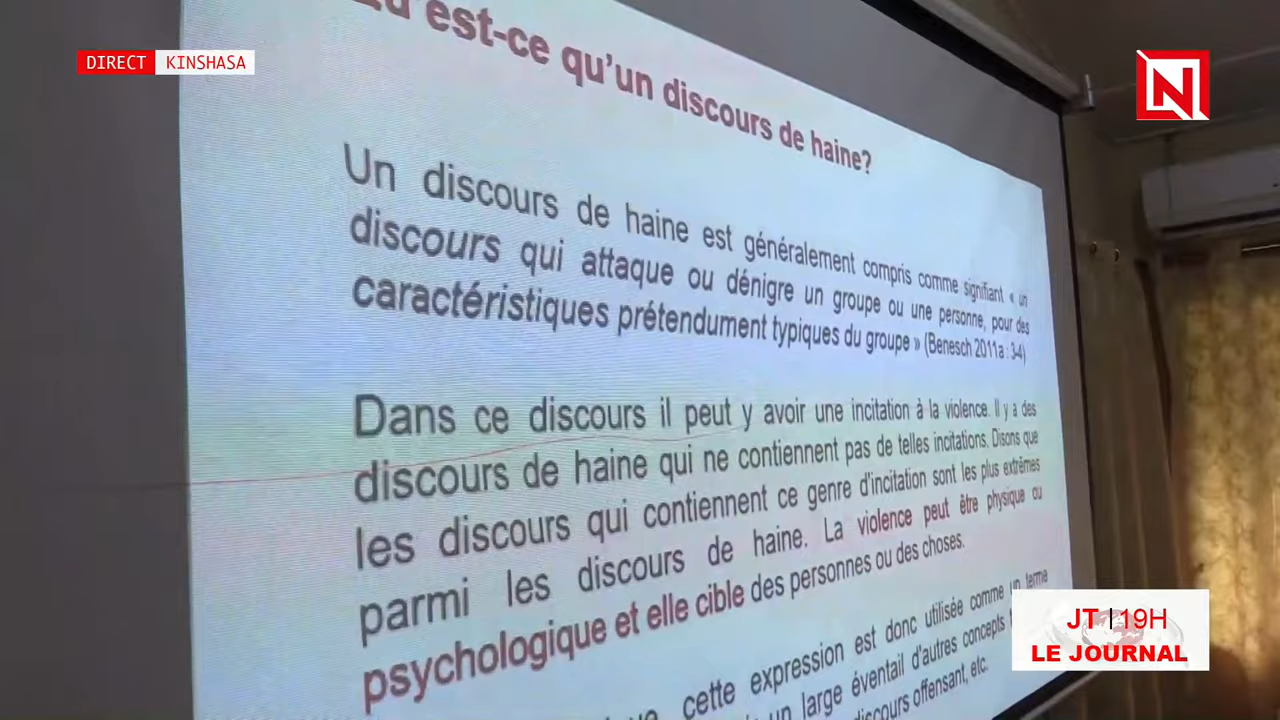 DIRECT KINSHASA
N
Qu'est-ce qu'un discours de haine?
Un discours de haine est généralement compris comme signifiant « un
discours qui attaque ou dénigre un groupe ou une personne, pour des
caractéristiques prétendument typiques du groupe » (Benesch 2011a : 3-4)
Dans ce discours il peut y avoir une incitation à la violence. Il y a des
discours de haine qui ne contiennent pas de telles incitations. Disons que
les discours qui contiennent ce genre d'incitation sont les plus extrêmes
parmi les discours de haine. La violence peut être physique ou
psychologique et elle cible des personnes ou des choses.
cette expression est donc utilisée comme un terme
un large éventail d'autres concepts
discours offensant, etc.
JT 19H
LE JOURNAL